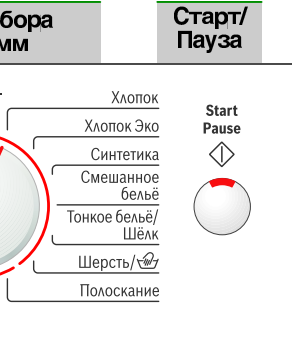 бора
мм
Старт/
Пауза
Хлопок
Хлопок Эко
Синтетика
Смешанное
бельё
Тонкое бельё/
Шёлк
Шерсть/
Полоскание
Start
Pause